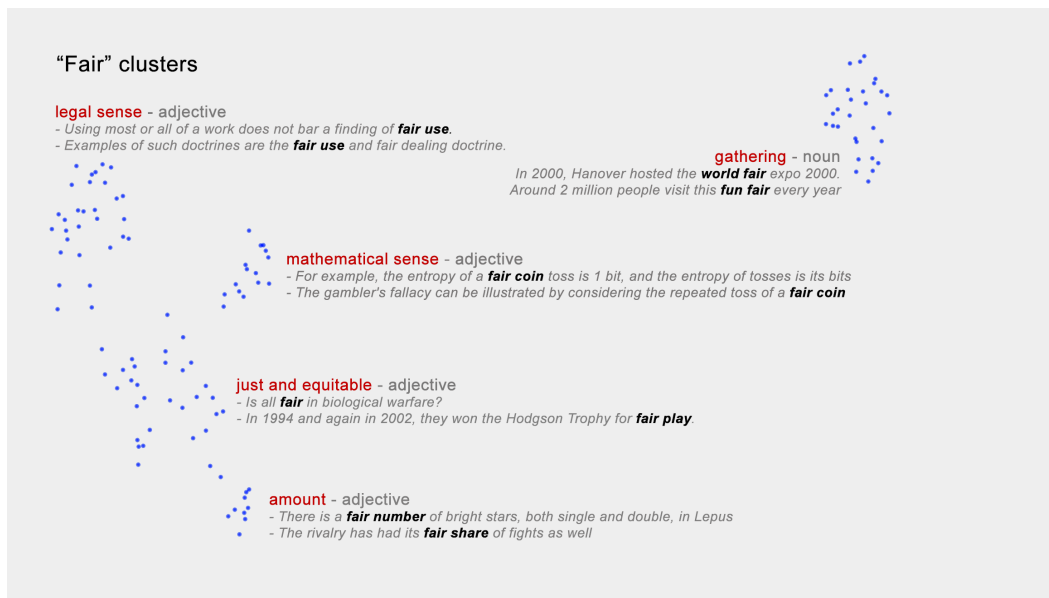 “Fair” clusters
legal sense - adjective
- Using most or all of a work does not bar a finding of fair use.
- Examples of such doctrines are the fair use and fair dealing doctrine.
gathering - noun
In 2000, Hanover hosted the world fair expo 2000.
Around 2 million people visit this fun fair every year
mathematical sense - adjective
- For example, the entropy of a fair coin toss is 1 bit, and the entropy of tosses is its bits
- The gambler's fallacy can be illustrated by considering the repeated toss of a fair coin
just and equitable - adjective
- Is all fair in biological warfare?
- In 1994 and again in 2002, they won the Hodgson Trophy for fair play.
amount - adjective
- There is a fair number of bright stars, both single and double, in Lepus
- The rivalry has had its fair share of fights as well